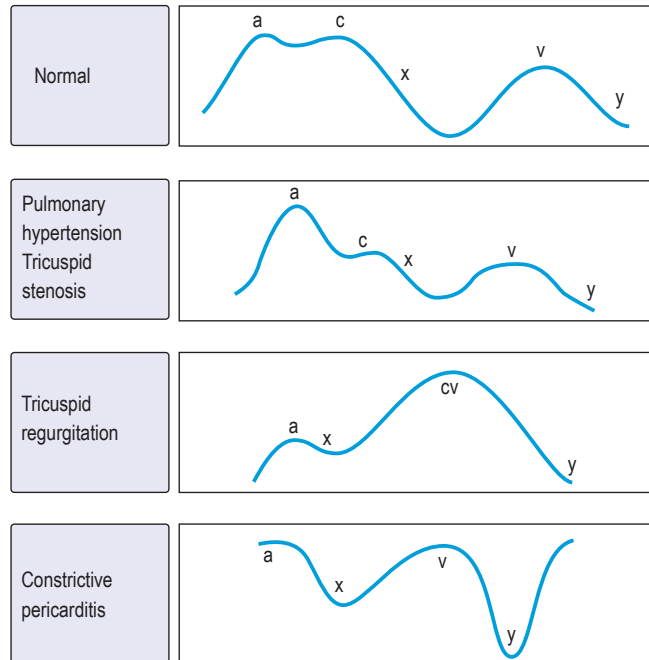 Normal
a
c
x
v
y
Pulmonary
hypertension
Tricuspid
stenosis
a
c
x
v
y
Tricuspid
regurgitation
a
x
cv
y
Constrictive
pericarditis
a
x
v
y